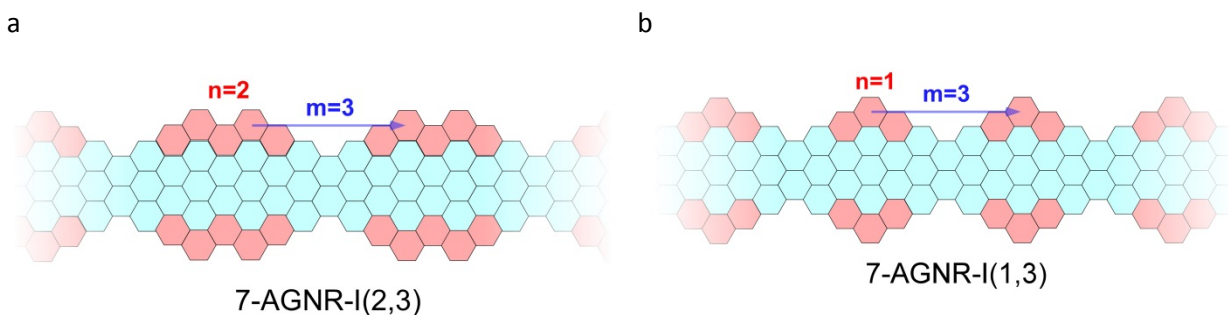 a
n=2
m=3
7-AGNR-I(2,3)
b
n=1
m=3
7-AGNR-I(1,3)